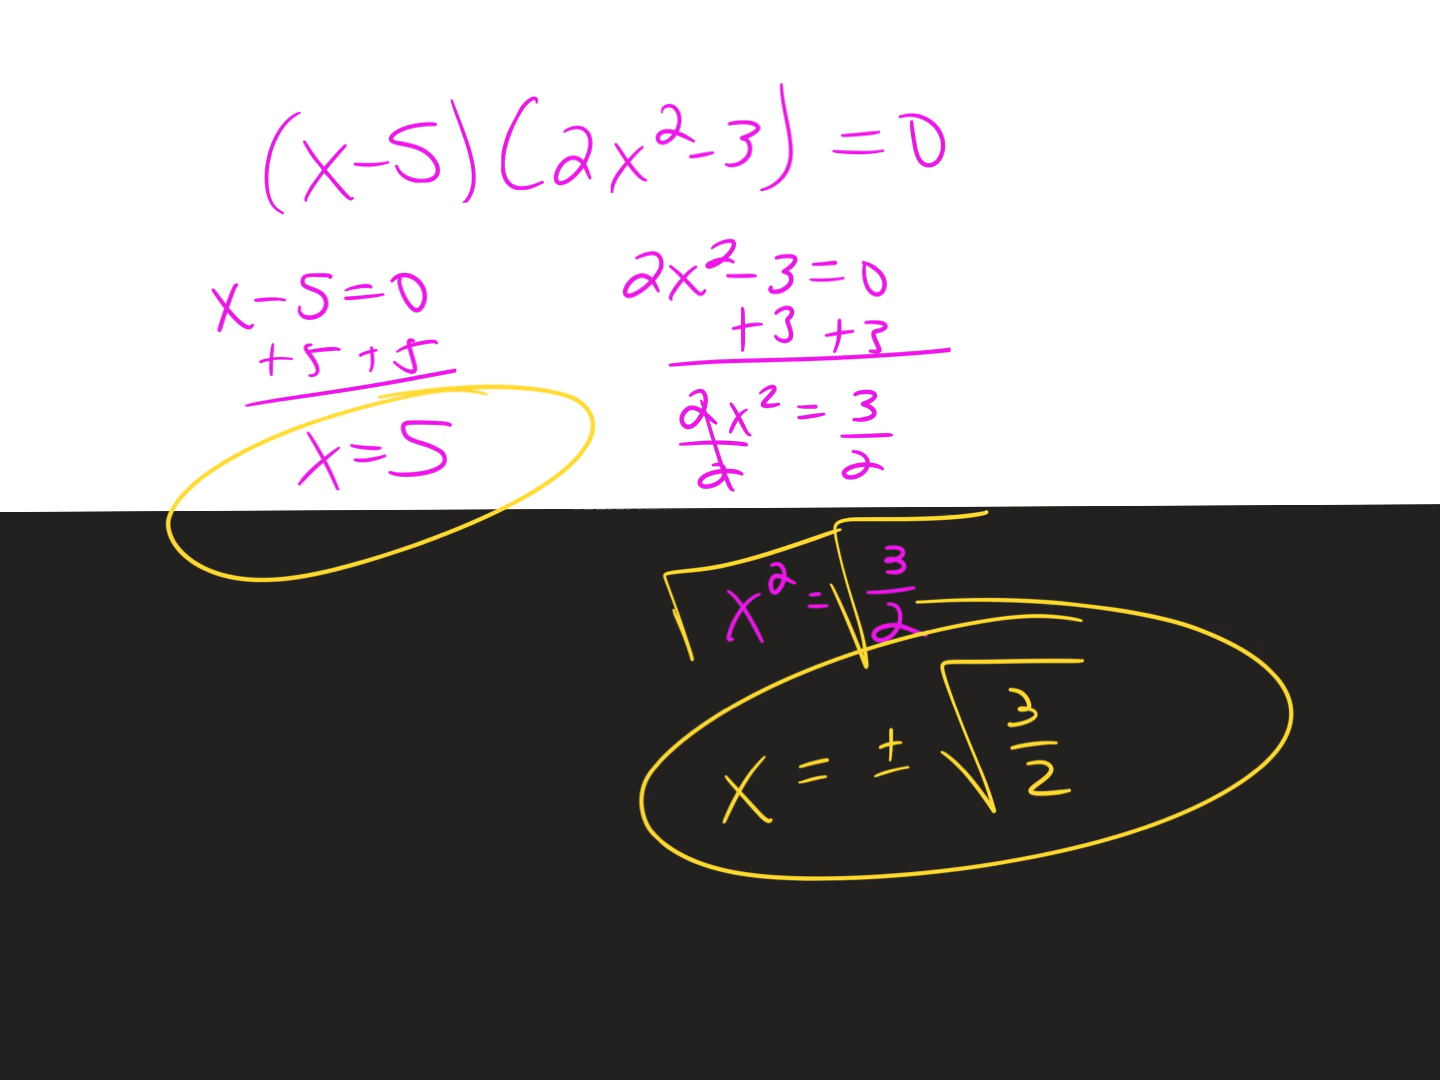 (x-5)(2x²-3) = 0
x-5=0
+5 +5
x=5
2x²-3=0
+3 +3
2x² = 3
2 2
√x² = √3/2
x = ± √3/2